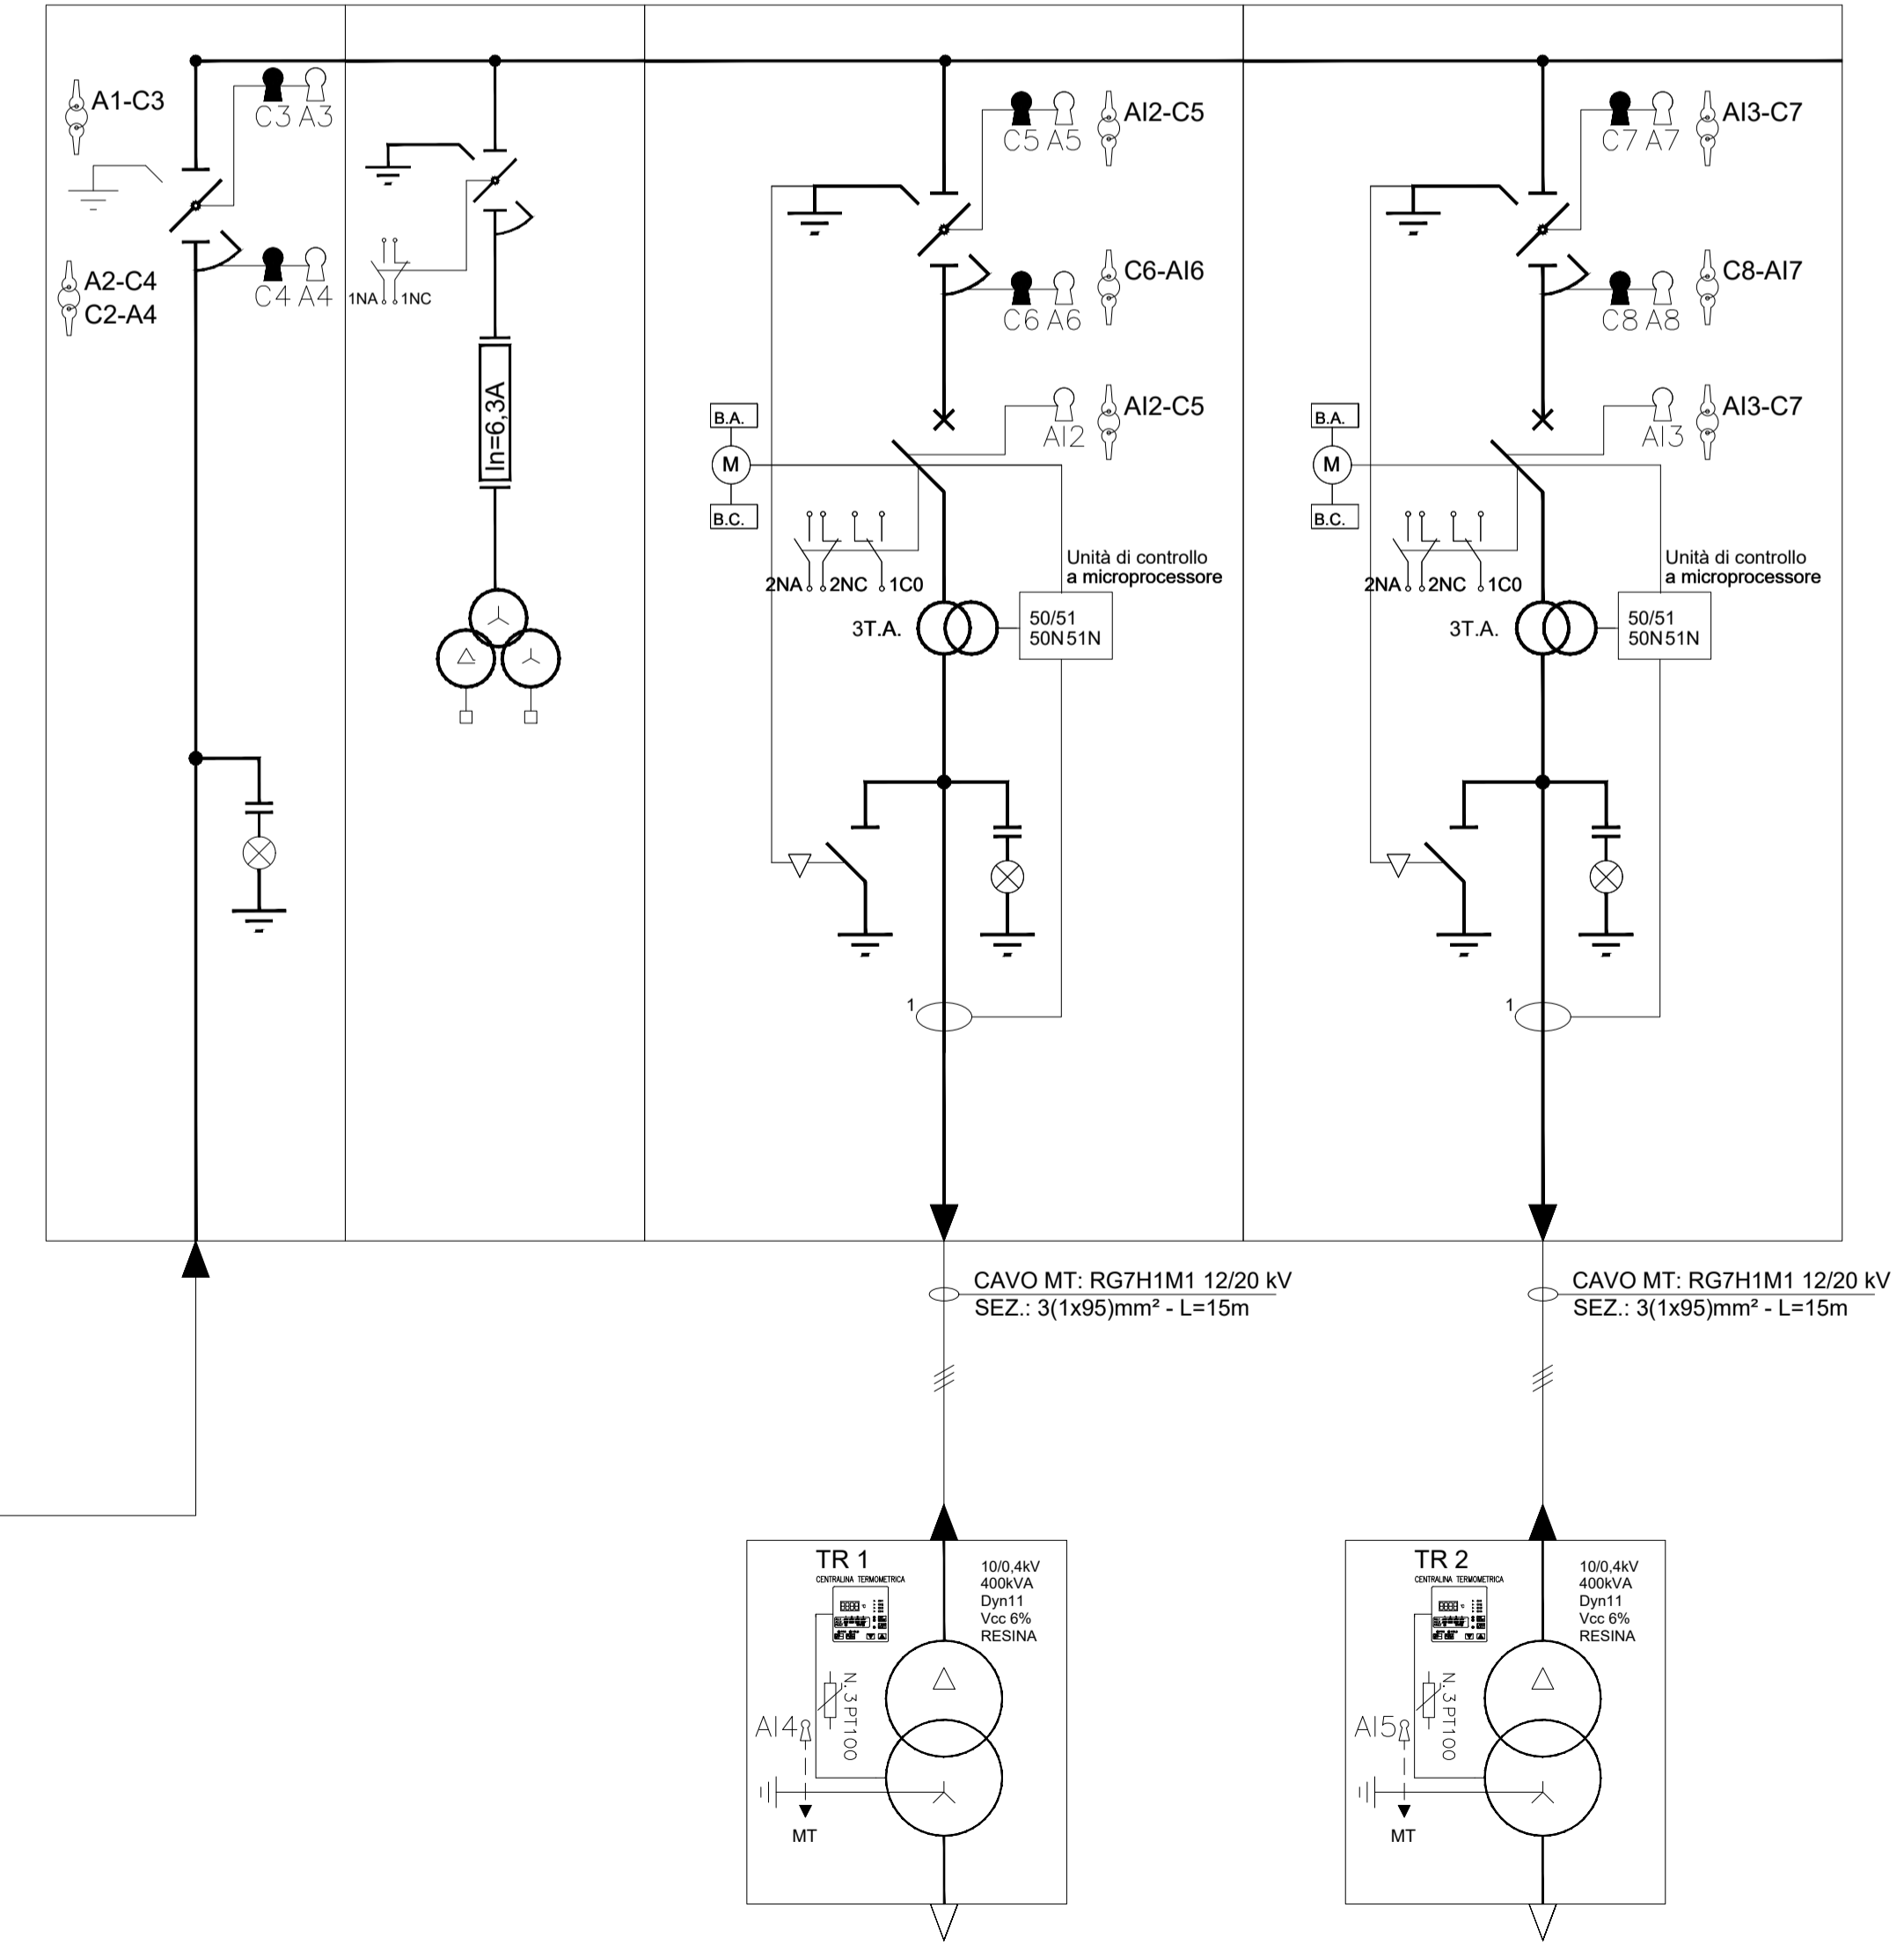 A1-C3
C3 A3
A2-C4
C2-A4
C4 A4
1NA 1NC
In=6,3A
C5 A5
AI2-C5
C6-AI6
C6 A6
AI2-C5
AI2
B.A.
M
B.C.
2NA 2NC 1C0
Unità di controllo
a microprocessore
3T.A.
50/51
50N51N
1
C7 A7
AI3-C7
C8-AI7
C8 A8
AI3-C7
AI3
B.A.
M
B.C.
2NA 2NC 1C0
Unità di controllo
a microprocessore
3T.A.
50/51
50N51N
1
CAVO MT: RG7H1M1 12/20 kV
SEZ.: 3(1x95)mm² - L=15m
CAVO MT: RG7H1M1 12/20 kV
SEZ.: 3(1x95)mm² - L=15m
TR 1
CENTRALINA TERMOMETRICA
10/0,4kV
400kVA
Dyn11
Vcc 6%
RESINA
N.3PT100
AI4
MT
TR 2
CENTRALINA TERMOMETRICA
10/0,4kV
400kVA
Dyn11
Vcc 6%
RESINA
N.3PT100
AI5
MT